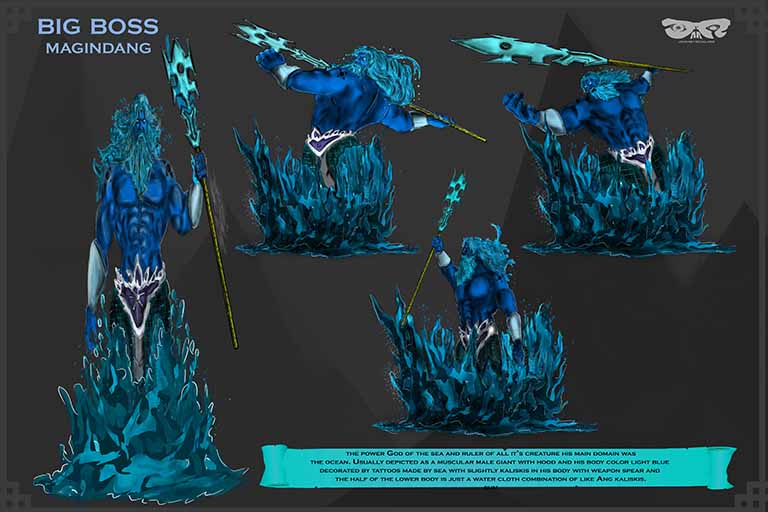 BIG BOSS
MAGINDANG
THE POWER GOD OF THE SEA AND RULER OF ALL IT'S CREATURE HIS MAIN DOMAIN WAS
THE OCEAN. USUALLY DEPICTED AS A MUSCULAR MALE GIANT WITH HOOD AND HIS BODY COLOR LIGHT BLUE
DECORATED BY TATTOOS MADE BY SEA WITH SLIGHTLY KALISKIS IN HIS BODY WITH WEAPON SPEAR AND
THE HALF OF THE LOWER BODY IS JUST A WATER CLOTH COMBINATION OF LIKE ANG KALISKIS.